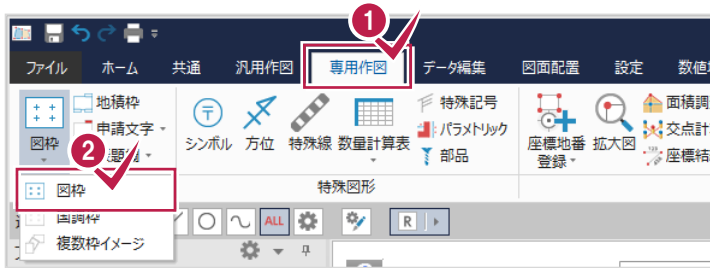 1
ファイル ホーム 共通 汎用作図 専用作図 データ編集 図面配置 設定
地積枠 特殊記号 面積調
申請文字 パラメトリック 交点計
図枠 シンボル 方位 特殊線 数量計算表 部品 座標地番 登録 拡大図 座標結
2
特殊図形
図枠
国調枠 ALL R
複数枠イメージ